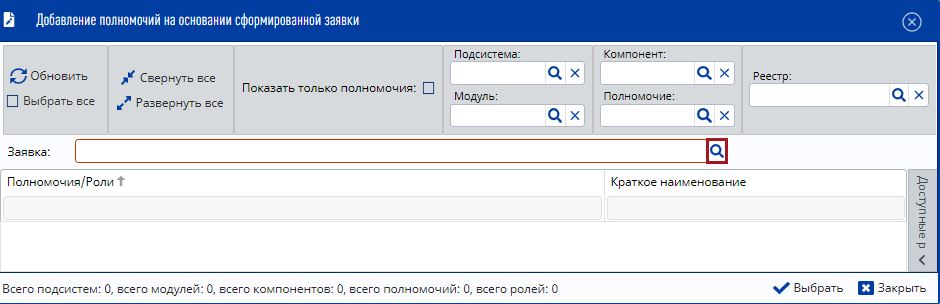 Добавление полномочий на основании сформированной заявки
Обновить
Выбрать все
Свернуть все
Развернуть все
Показать только полномочия:
Подсистема:
Модуль:
Компонент:
Полномочие:
Реестр:
Заявка:
Полномочия/Роли
Краткое наименование
Доступные р
Всего подсистем: 0, всего модулей: 0, всего компонентов: 0, всего полномочий: 0, всего ролей: 0
Выбрать
Закрыть